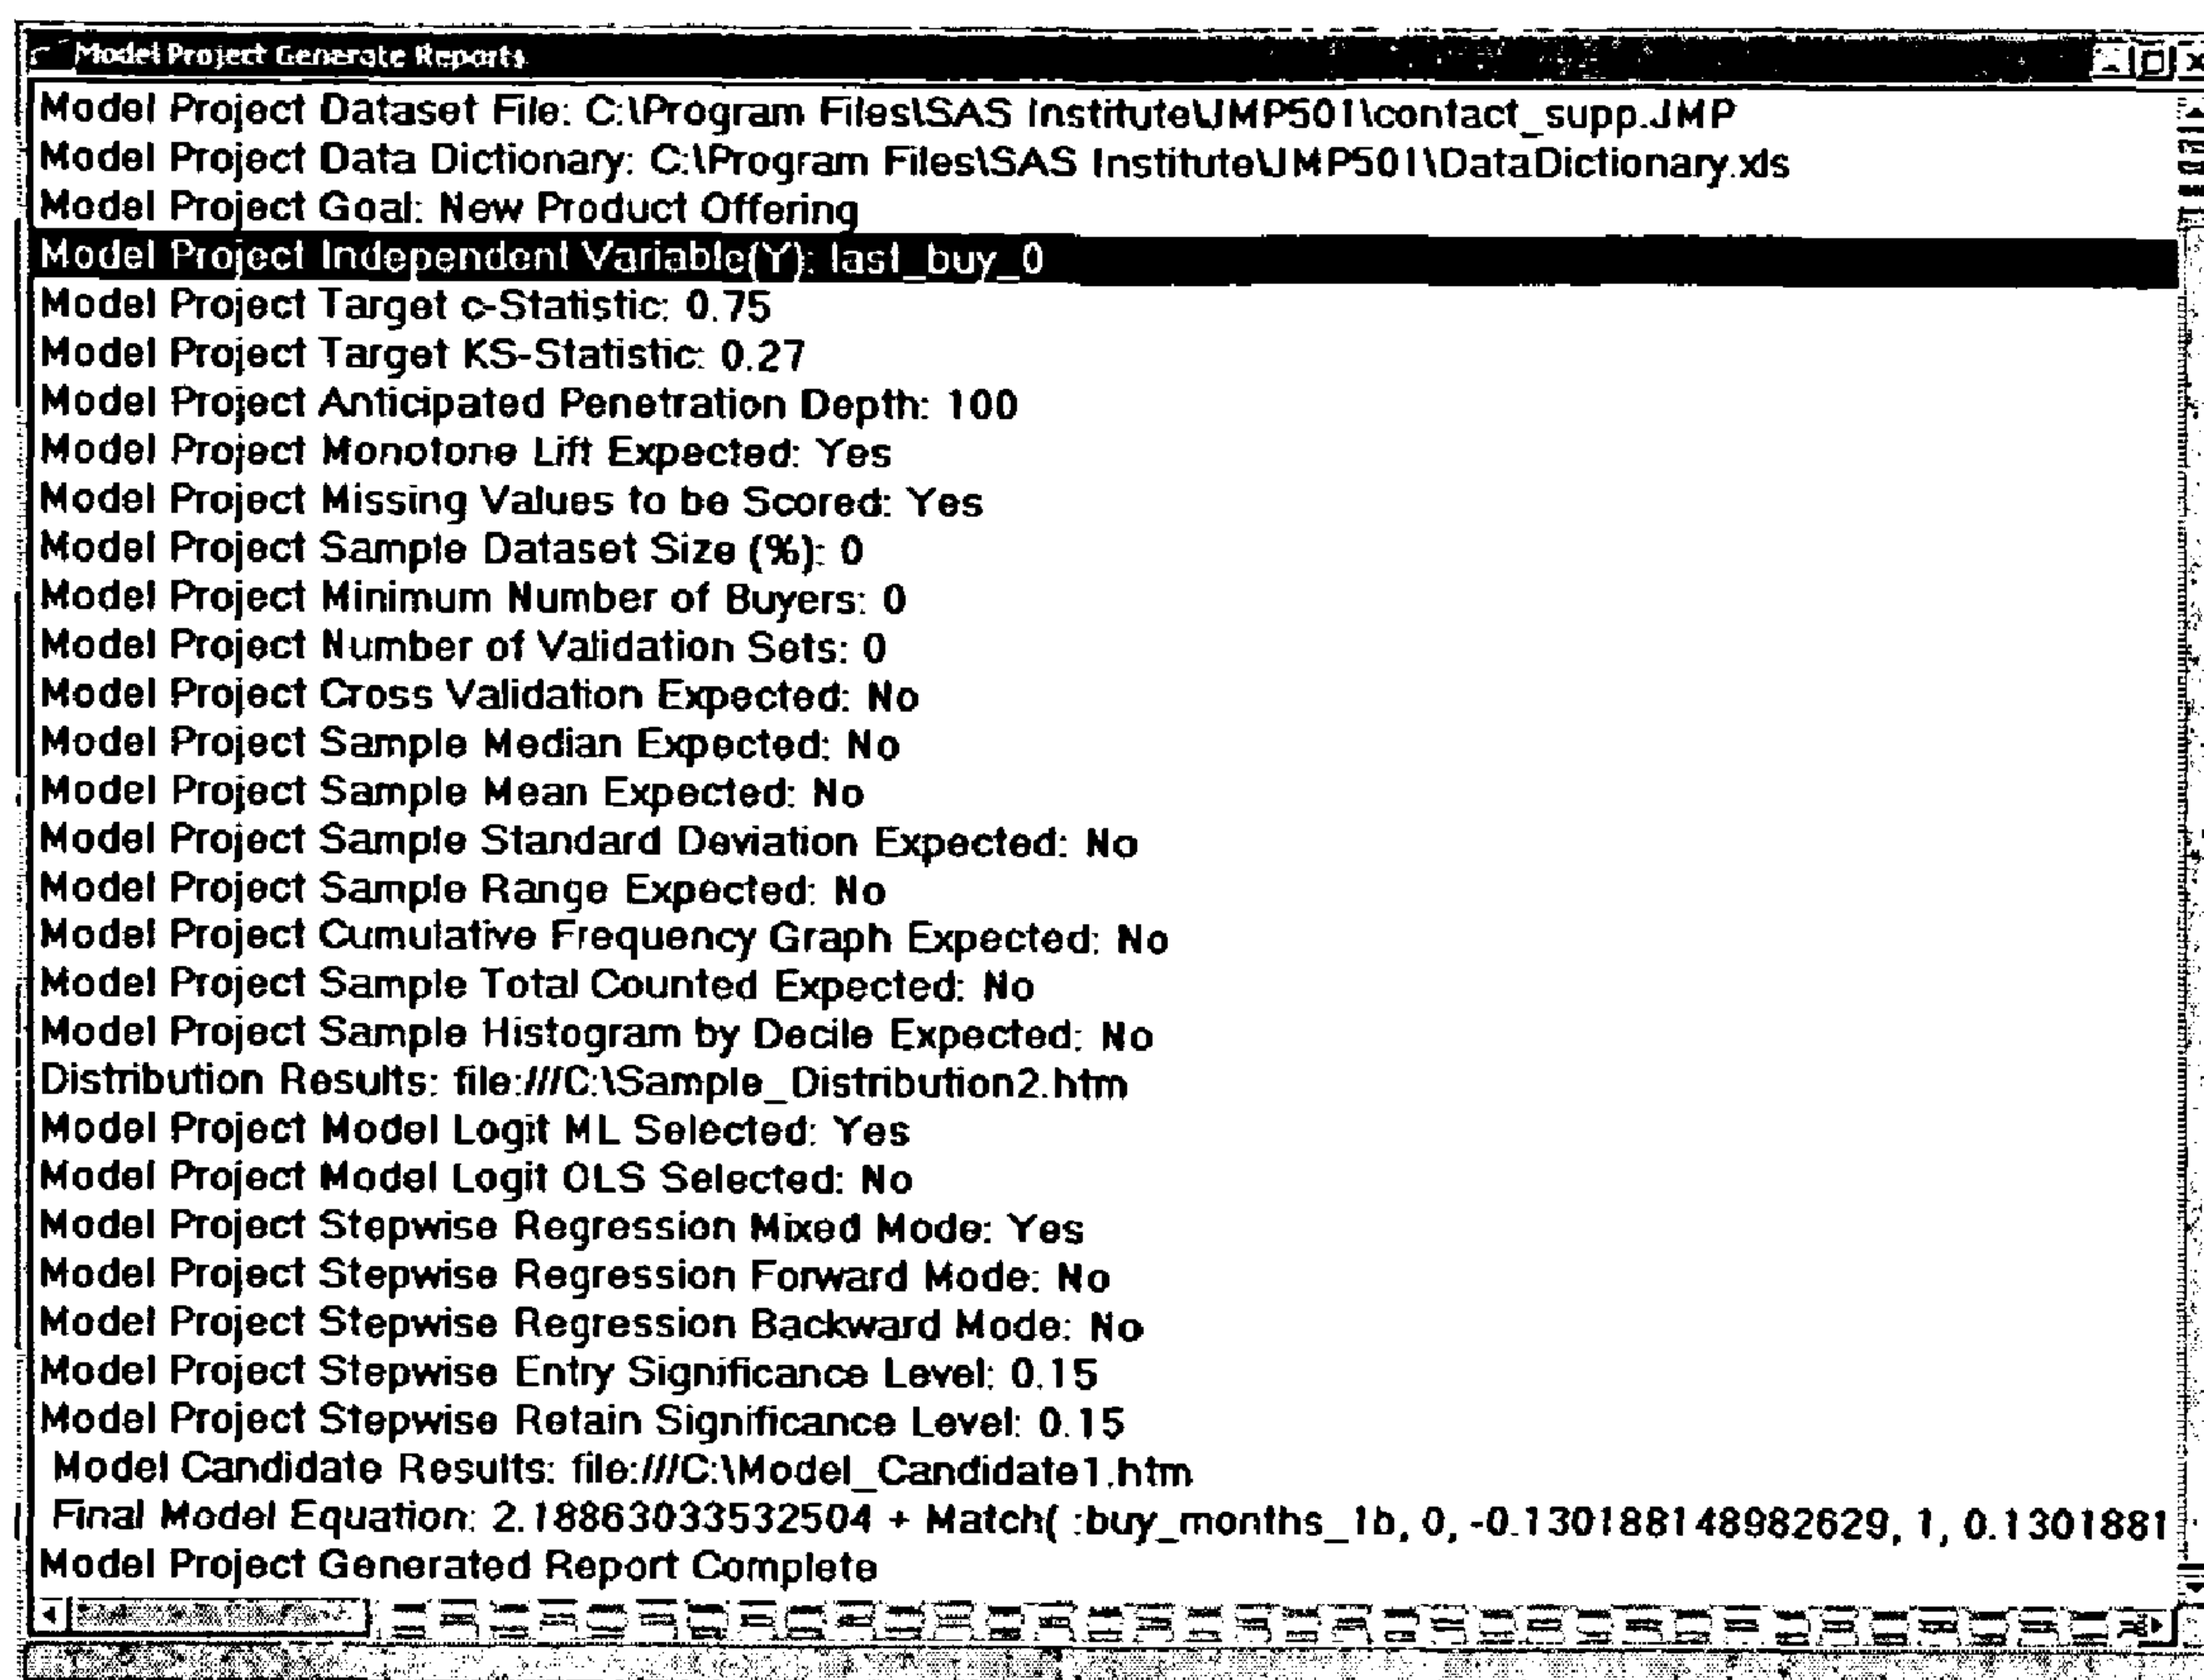 Model Project Generate Reports
Model Project Dataset File: C:\Program Files\SAS Institute\JMP501\contact_supp.JMP
Model Project Data Dictionary: C:\Program Files\SAS Institute\JMP501\DataDictionary.xls
Model Project Goal: New Product Offering
Model Project Independent Variable(Y): last_buy_0
Model Project Target c-Statistic: 0.75
Model Project Target KS-Statistic: 0.27
Model Project Anticipated Penetration Depth: 100
Model Project Monotone Lift Expected: Yes
Model Project Missing Values to be Scored: Yes
Model Project Sample Dataset Size (%): 0
Model Project Minimum Number of Buyers: 0
Model Project Number of Validation Sets: 0
Model Project Cross Validation Expected: No
Model Project Sample Median Expected: No
Model Project Sample Mean Expected: No
Model Project Sample Standard Deviation Expected: No
Model Project Sample Range Expected: No
Model Project Cumulative Frequency Graph Expected: No
Model Project Sample Total Counted Expected: No
Model Project Sample Histogram by Decile Expected: No
Distribution Results: file:///C:\Sample_Distribution2.htm
Model Project Model Logit ML Selected: Yes
Model Project Model Logit OLS Selected: No
Model Project Stepwise Regression Mixed Mode: Yes
Model Project Stepwise Regression Forward Mode: No
Model Project Stepwise Regression Backward Mode: No
Model Project Stepwise Entry Significance Level: 0.15
Model Project Stepwise Retain Significance Level: 0.15
Model Candidate Results: file:///C:\Model_Candidate1.htm
Final Model Equation: 2.18863033532504 + Match( :buy_months_1b, 0, -0.130188148982629, 1, 0.1301881
Model Project Generated Report Complete